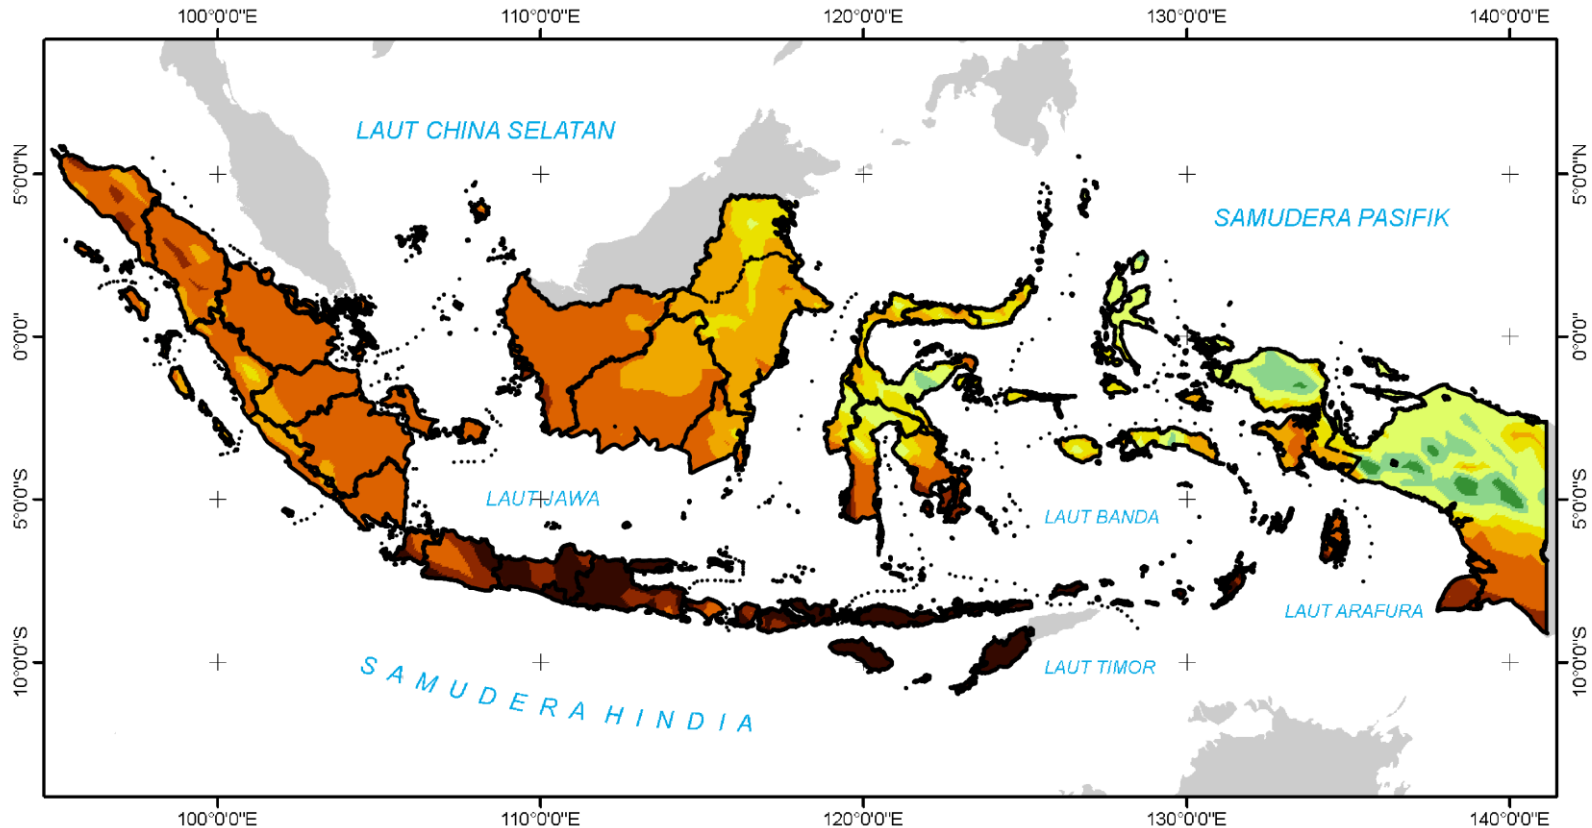 100°0'0"E 110°0'0"E 120°0'0"E 130°0'0"E 140°0'0"E
LAUT CHINA SELATAN
5°0'0"N 5°0'0"N
SAMUDERA PASIFIK
0°0'0" 0°0'0"
LAUT JAWA
5°0'0"S 5°0'0"S
LAUT BANDA
LAUT ARAFURA
10°0'0"S 10°0'0"S
LAUT TIMOR
SAMUDERA HINDIA
100°0'0"E 110°0'0"E 120°0'0"E 130°0'0"E 140°0'0"E